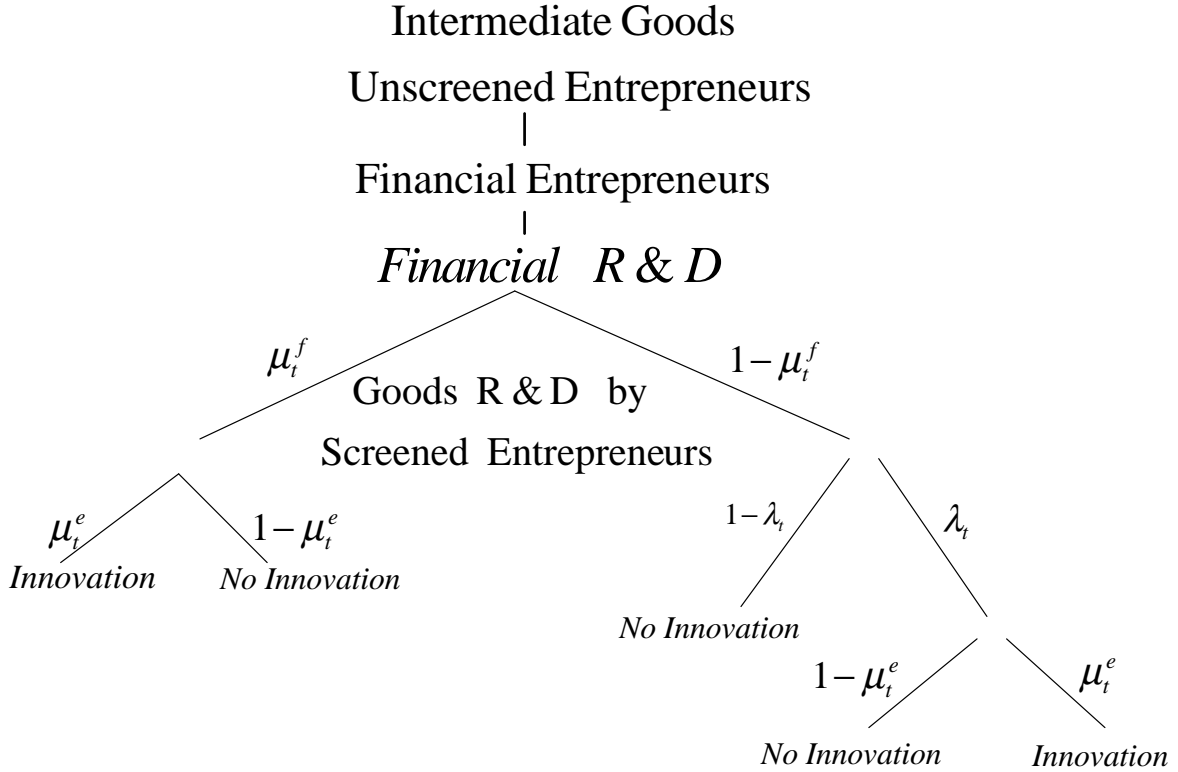 Intermediate Goods
Unscreened Entrepreneurs
Financial Entrepreneurs
Financial R & D
μ_t^f
1− μ_t^f
Goods R & D by
Screened Entrepreneurs
μ_t^e
1− μ_t^e
1− λ_t
λ_t
Innovation
No Innovation
No Innovation
1− μ_t^e
μ_t^e
No Innovation
Innovation